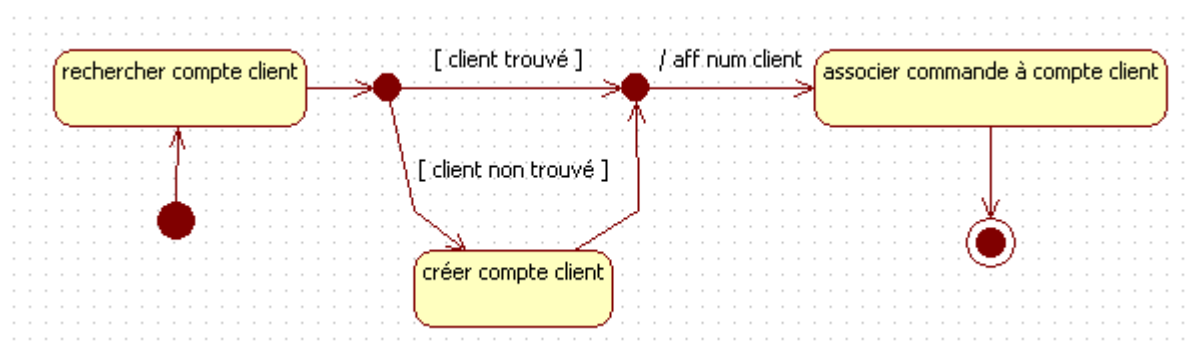 [ client trouvé ]
/ aff num client
rechercher compte client
associer commande à compte client
[ client non trouvé ]
créer compte client